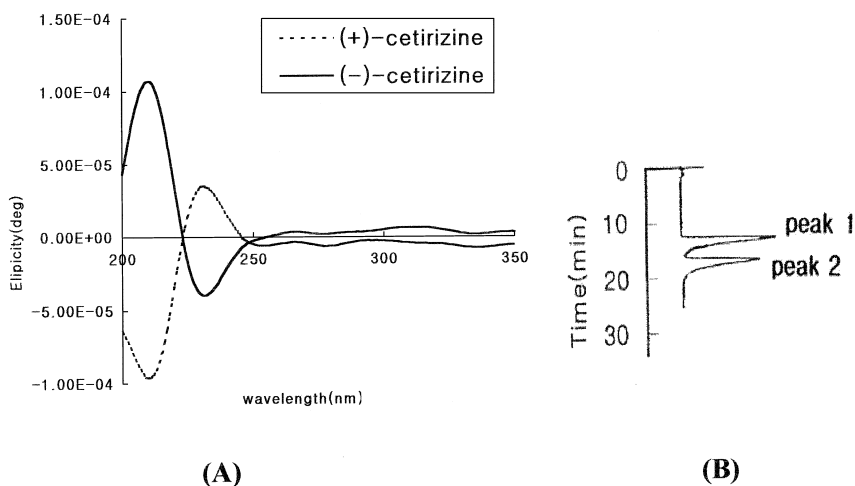 1.50E-04
1.00E-04
5.00E-05
0.00E+00
-5.00E-05
-1.00E-04
Elipicity(deg)
200
250
300
350
wavelength(nm)
(+)-cetirizine
(-)-cetirizine
(A)
0
10
20
30
Time(min)
peak 1
peak 2
(B)